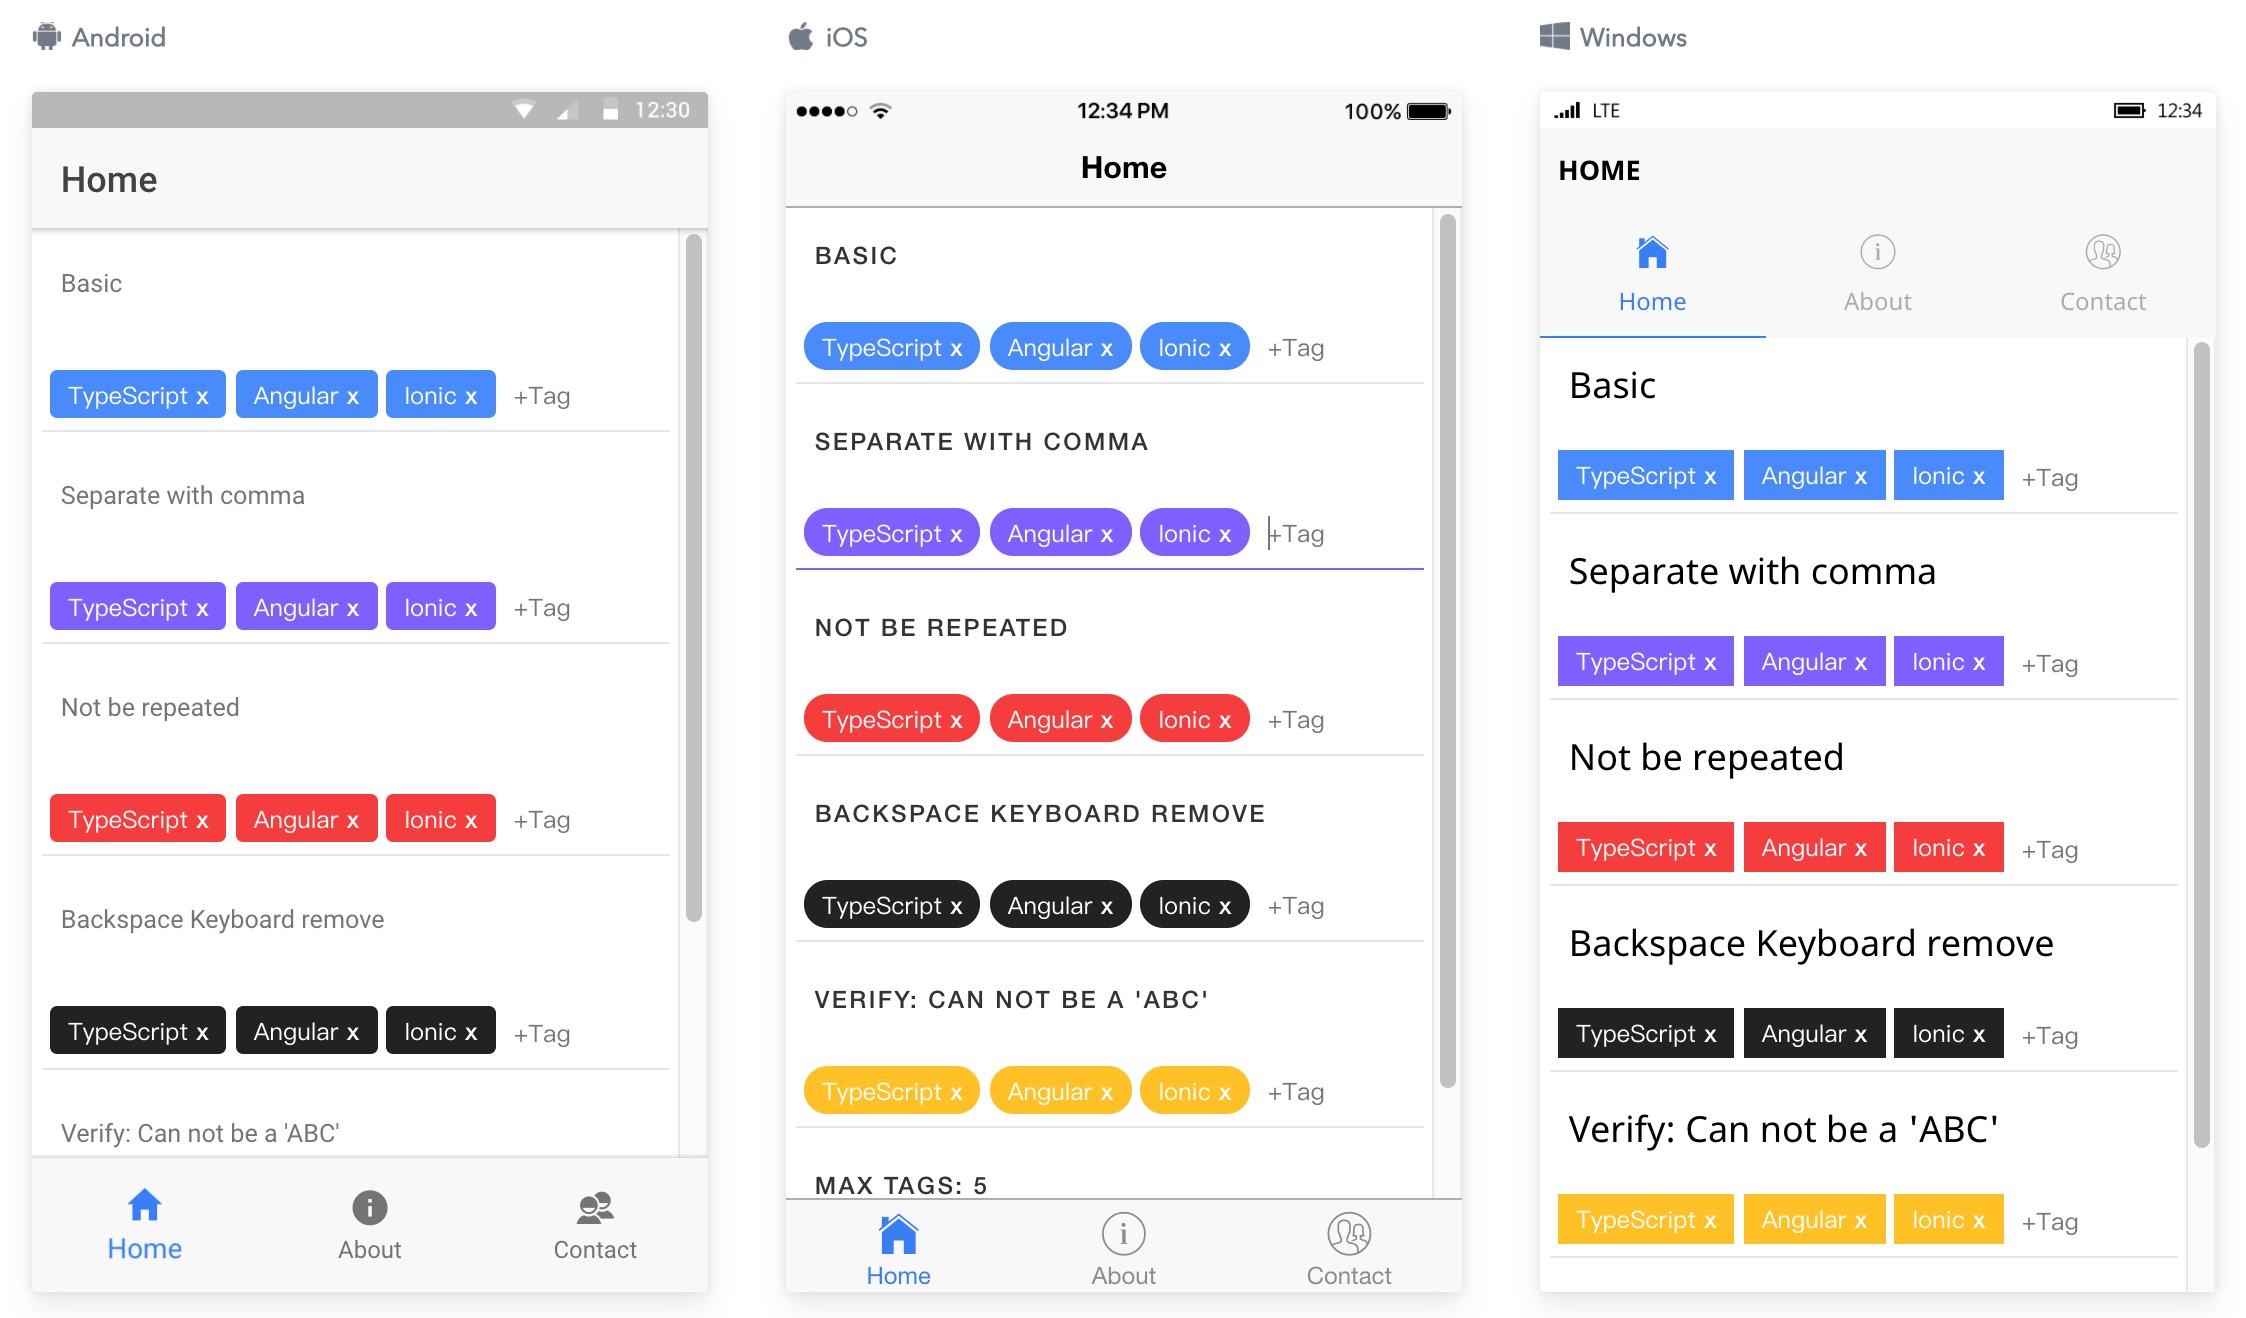 Android
12:30
Home
Basic
TypeScript x Angular x Ionic x +Tag
Separate with comma
TypeScript x Angular x Ionic x +Tag
Not be repeated
TypeScript x Angular x Ionic x +Tag
Backspace Keyboard remove
TypeScript x Angular x Ionic x +Tag
Verify: Can not be a 'ABC'
Home About Contact
iOS
12:34 PM 100%
Home
BASIC
TypeScript x Angular x Ionic x +Tag
SEPARATE WITH COMMA
TypeScript x Angular x Ionic x +Tag
NOT BE REPEATED
TypeScript x Angular x Ionic x +Tag
BACKSPACE KEYBOARD REMOVE
TypeScript x Angular x Ionic x +Tag
VERIFY: CAN NOT BE A 'ABC'
TypeScript x Angular x Ionic x +Tag
MAX TAGS: 5
Home About Contact
Windows
LTE 12:34
HOME
Home About Contact
Basic
TypeScript x Angular x Ionic x +Tag
Separate with comma
TypeScript x Angular x Ionic x +Tag
Not be repeated
TypeScript x Angular x Ionic x +Tag
Backspace Keyboard remove
TypeScript x Angular x Ionic x +Tag
Verify: Can not be a 'ABC'
TypeScript x Angular x Ionic x +Tag